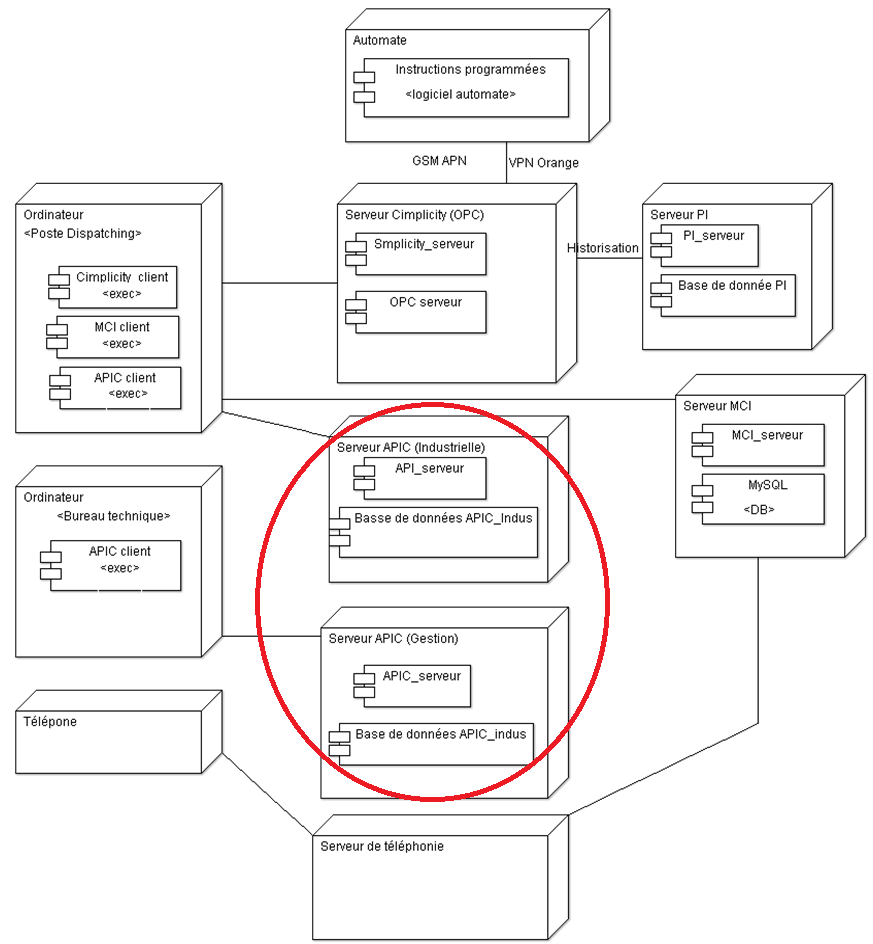 Automate
Instructions programmées
<logiciel automate>
GSM APN
VPN Orange
Ordinateur
<Poste Dispatching>
Cimplicity client
<exec>
MCI client
<exec>
APIC client
<exec>
Serveur Cimplicity (OPC)
Smplicity_serveur
OPC serveur
Historisation
Serveur PI
PI_serveur
Base de donnée PI
Serveur MCI
MCI_serveur
MySQL
<DB>
Serveur APIC (Industrielle)
API_serveur
Basse de données APIC_Indus
Ordinateur
<Bureau technique>
APIC client
<exec>
Serveur APIC (Gestion)
APIC_serveur
Base de données APIC_indus
Télépone
Serveur de téléphonie